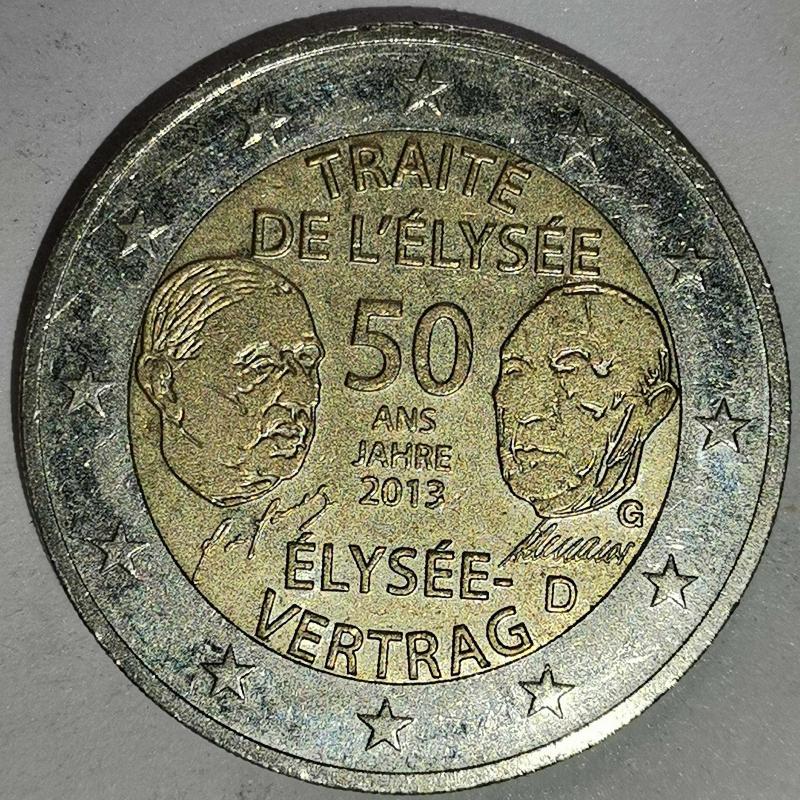 TRAITÉ
DE L'ÉLYSÉE
50
ANS
JAHRE
2013
G
ÉLYSÉE-
D
VERTRAG